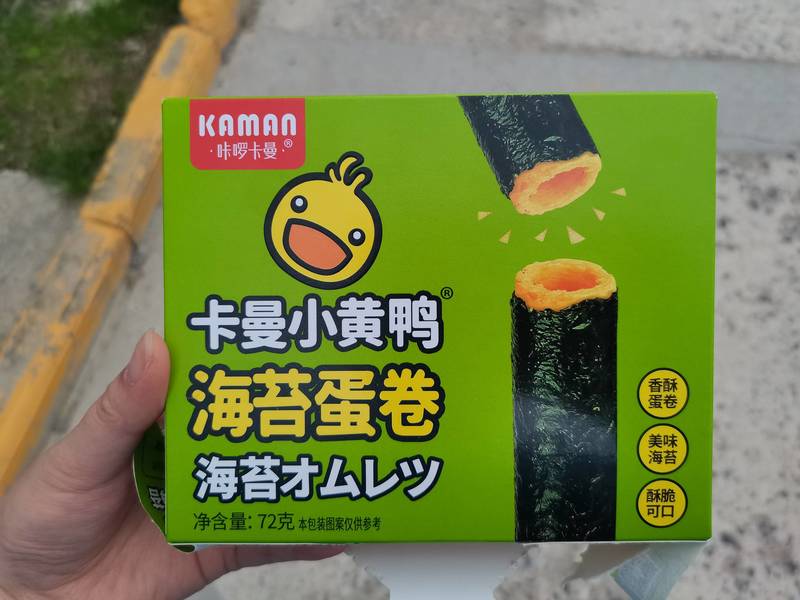 KAMAN
·咔啰卡曼·®
卡曼小黄鸭®
海苔蛋卷
海苔オムレツ
净含量：72克 本包装图案仅供参考
香酥
蛋卷
美味
海苔
酥脆
可口